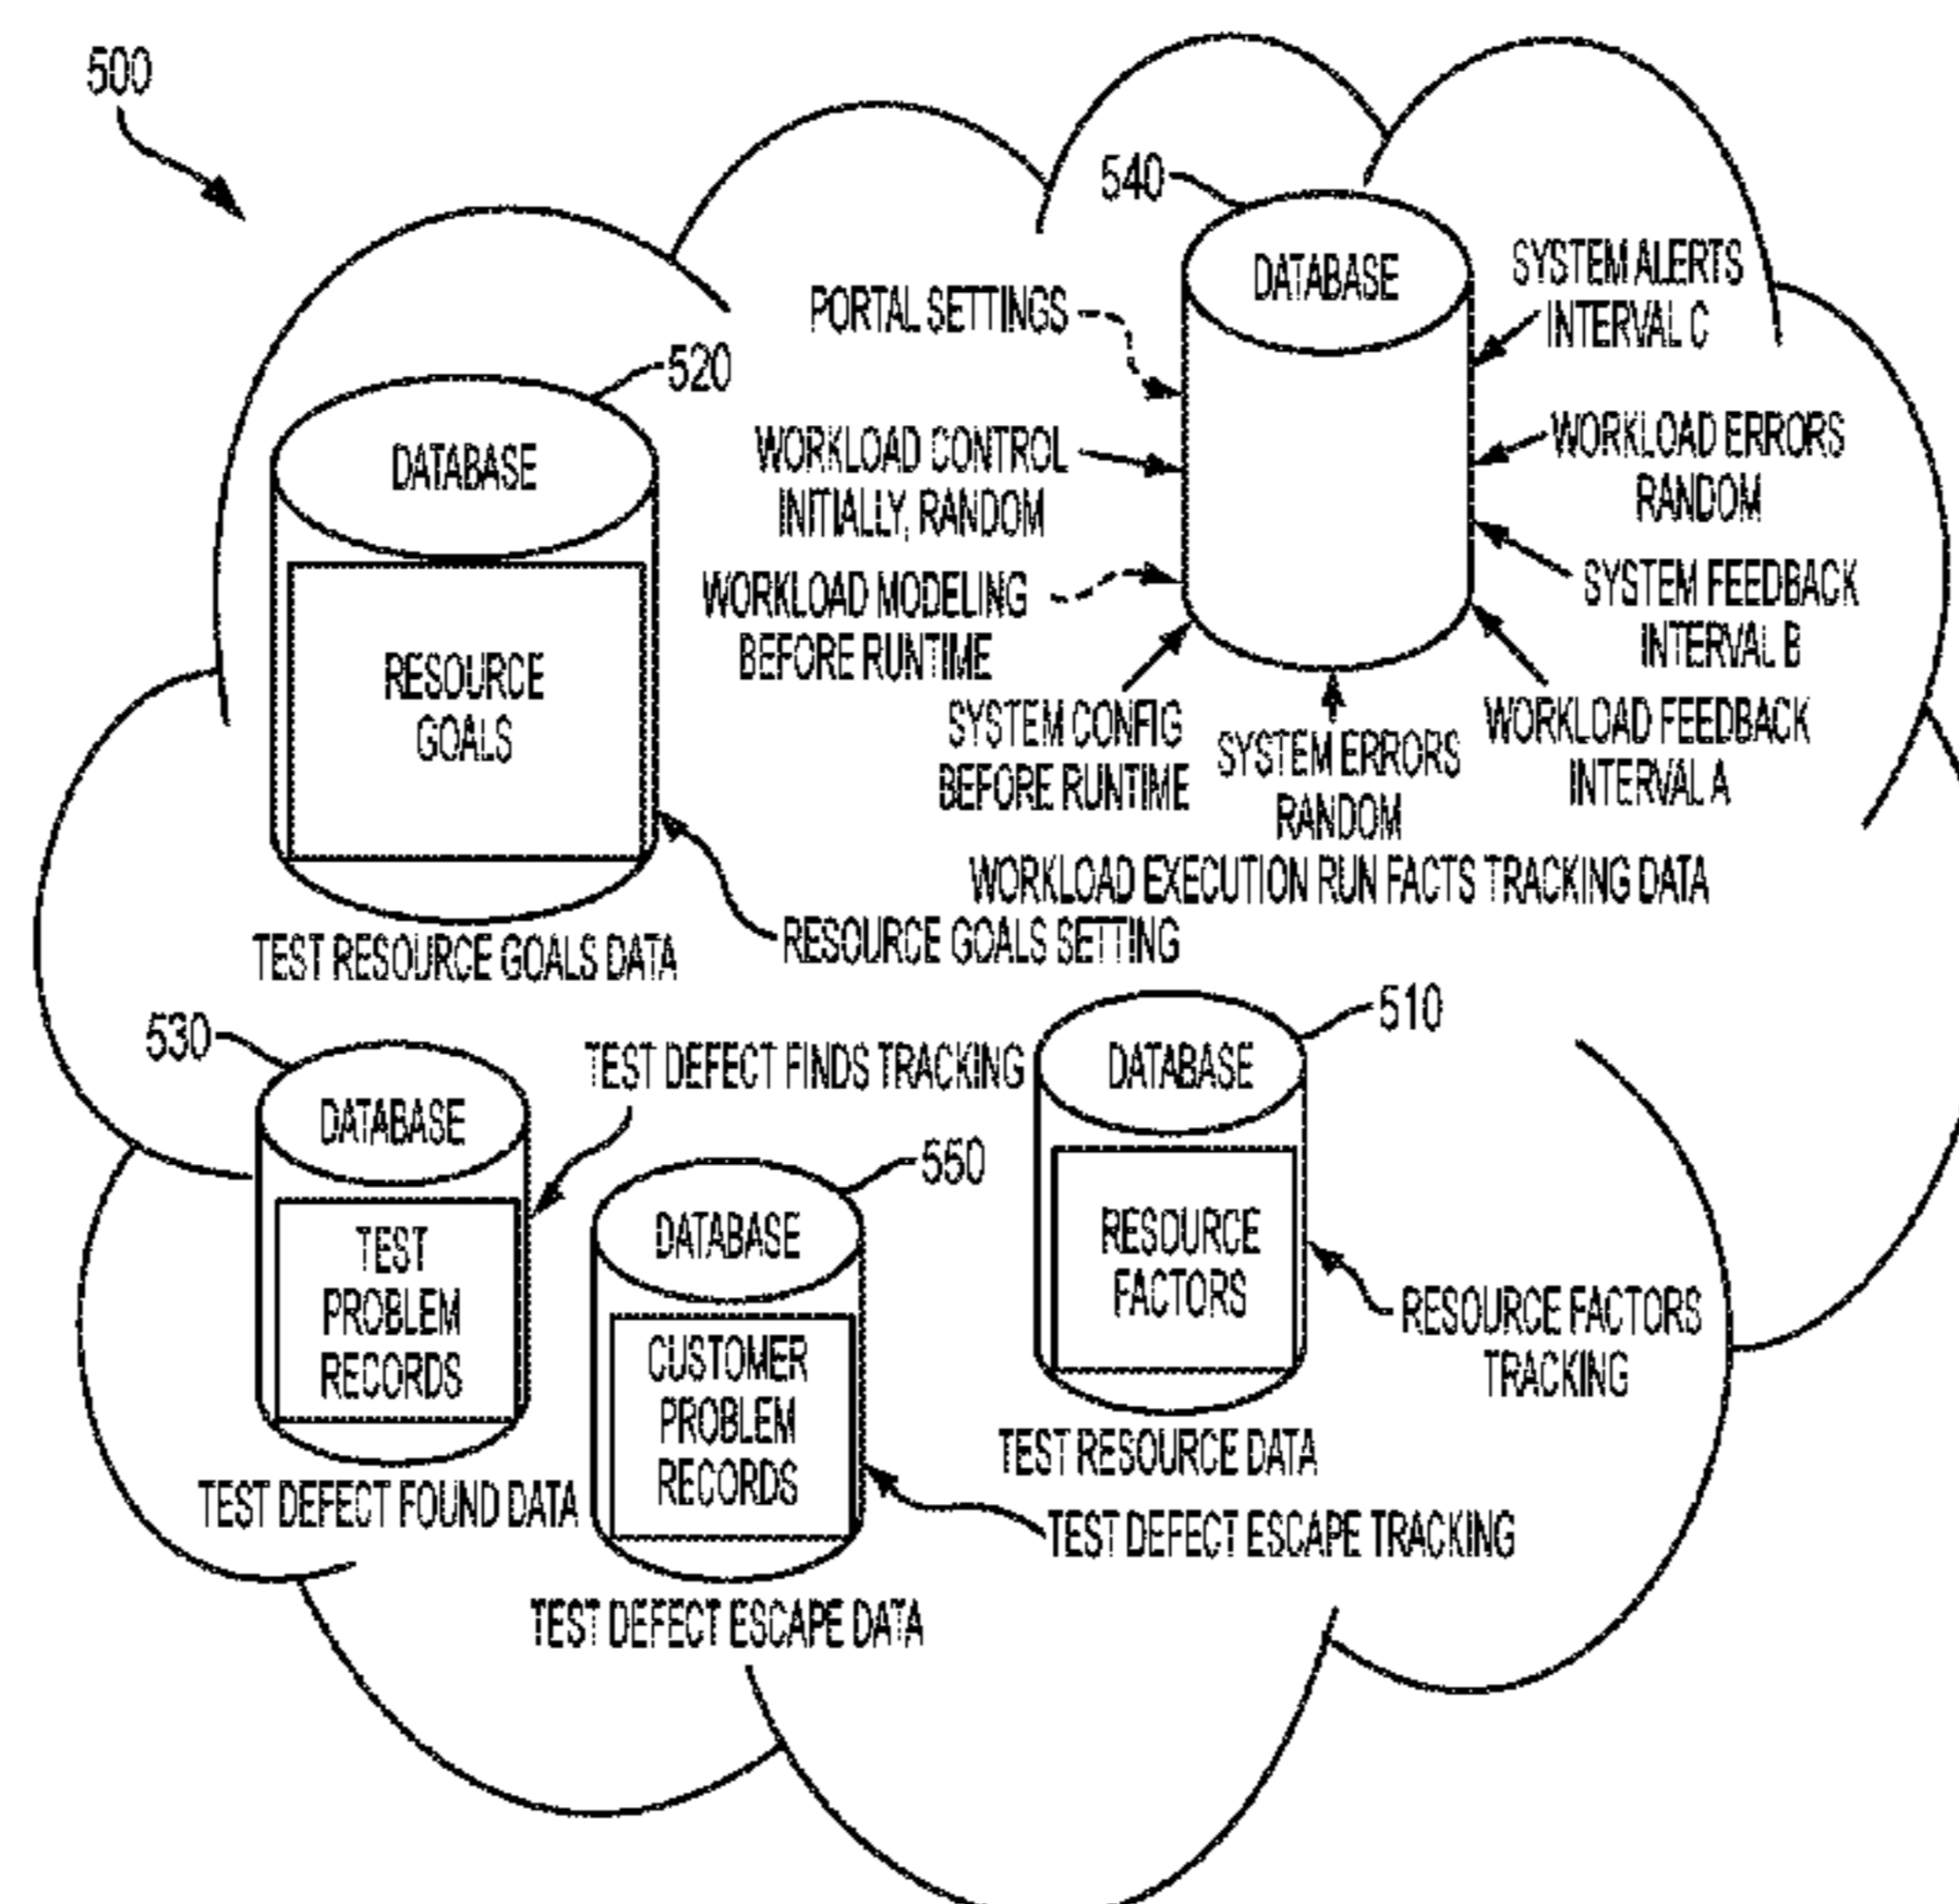 500
540
DATABASE
PORTAL SETTINGS
WORKLOAD CONTROL
INITIALLY, RANDOM
WORKLOAD MODELING
BEFORE RUNTIME
SYSTEM CONFIG
BEFORE RUNTIME
SYSTEM ERRORS
RANDOM
SYSTEM ALERTS
INTERVAL C
WORKLOAD ERRORS
RANDOM
SYSTEM FEEDBACK
INTERVAL B
WORKLOAD FEEDBACK
INTERVAL A
WORKLOAD EXECUTION RUN FACTS TRACKING DATA
520
DATABASE
RESOURCE
GOALS
RESOURCE GOALS SETTING
TEST RESOURCE GOALS DATA
530
DATABASE
TEST
PROBLEM
RECORDS
TEST DEFECT FINDS TRACKING
TEST DEFECT FOUND DATA
550
DATABASE
CUSTOMER
PROBLEM
RECORDS
TEST DEFECT ESCAPE TRACKING
TEST DEFECT ESCAPE DATA
510
DATABASE
RESOURCE
FACTORS
RESOURCE FACTORS
TRACKING
TEST RESOURCE DATA